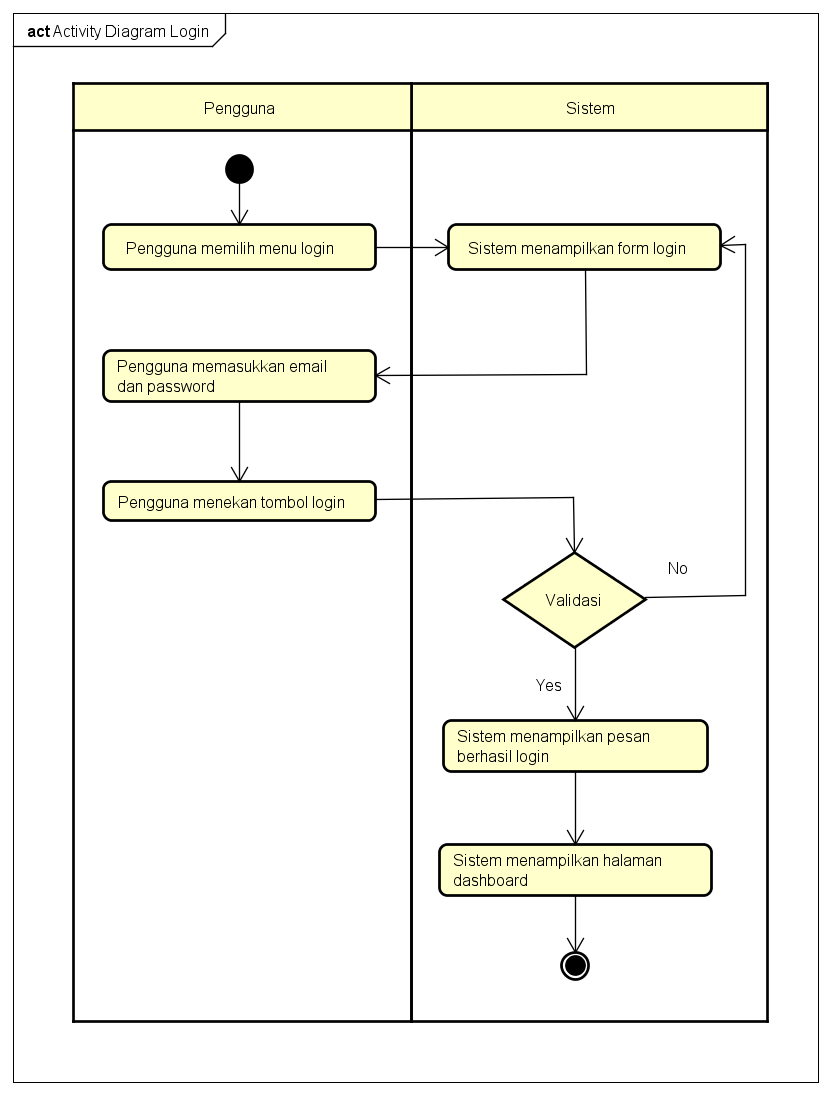 act Activity Diagram Login
Pengguna
Sistem
Pengguna memilih menu login
Sistem menampilkan form login
Pengguna memasukkan email
dan password
Pengguna menekan tombol login
No
Validasi
Yes
Sistem menampilkan pesan
berhasil login
Sistem menampilkan halaman
dashboard